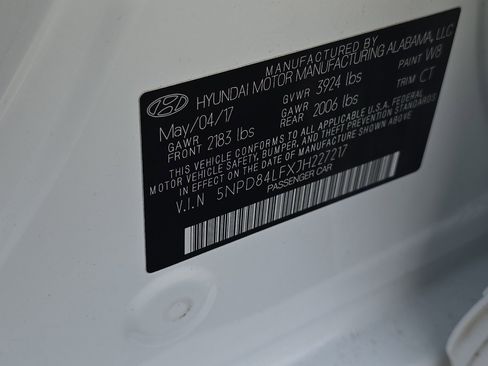 MANUFACTURED BY
HYUNDAI MOTOR MANUFACTURING ALABAMA, LLC
May/04/17 GVWR 3924 lbs PAINT W8
GAWR FRONT 2183 lbs GAWR REAR 2006 lbs TRIM CT
THIS VEHICLE CONFORMS TO ALL APPLICABLE U.S.A. FEDERAL
MOTOR VEHICLE SAFETY, BUMPER, AND THEFT PREVENTION STANDARDS
IN EFFECT ON THE DATE OF MANUFACTURE SHOWN ABOVE.
V.I.N 5NPD84LFXJH227217
PASSENGER CAR